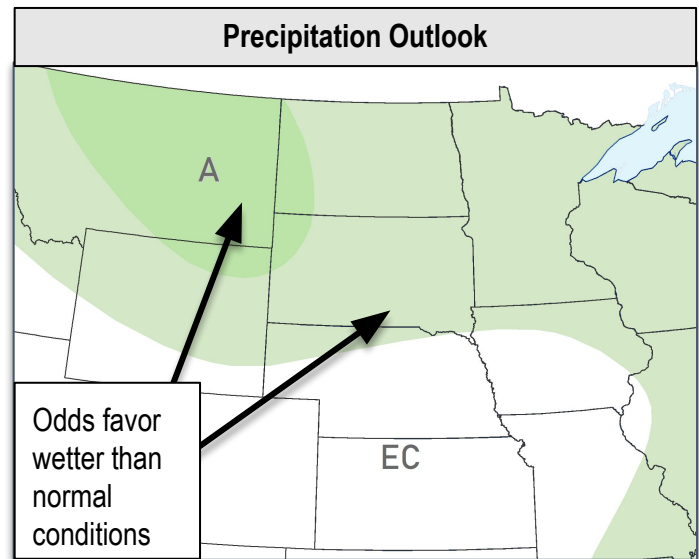 Precipitation Outlook
A
Odds favor
wetter than
normal
conditions
EC